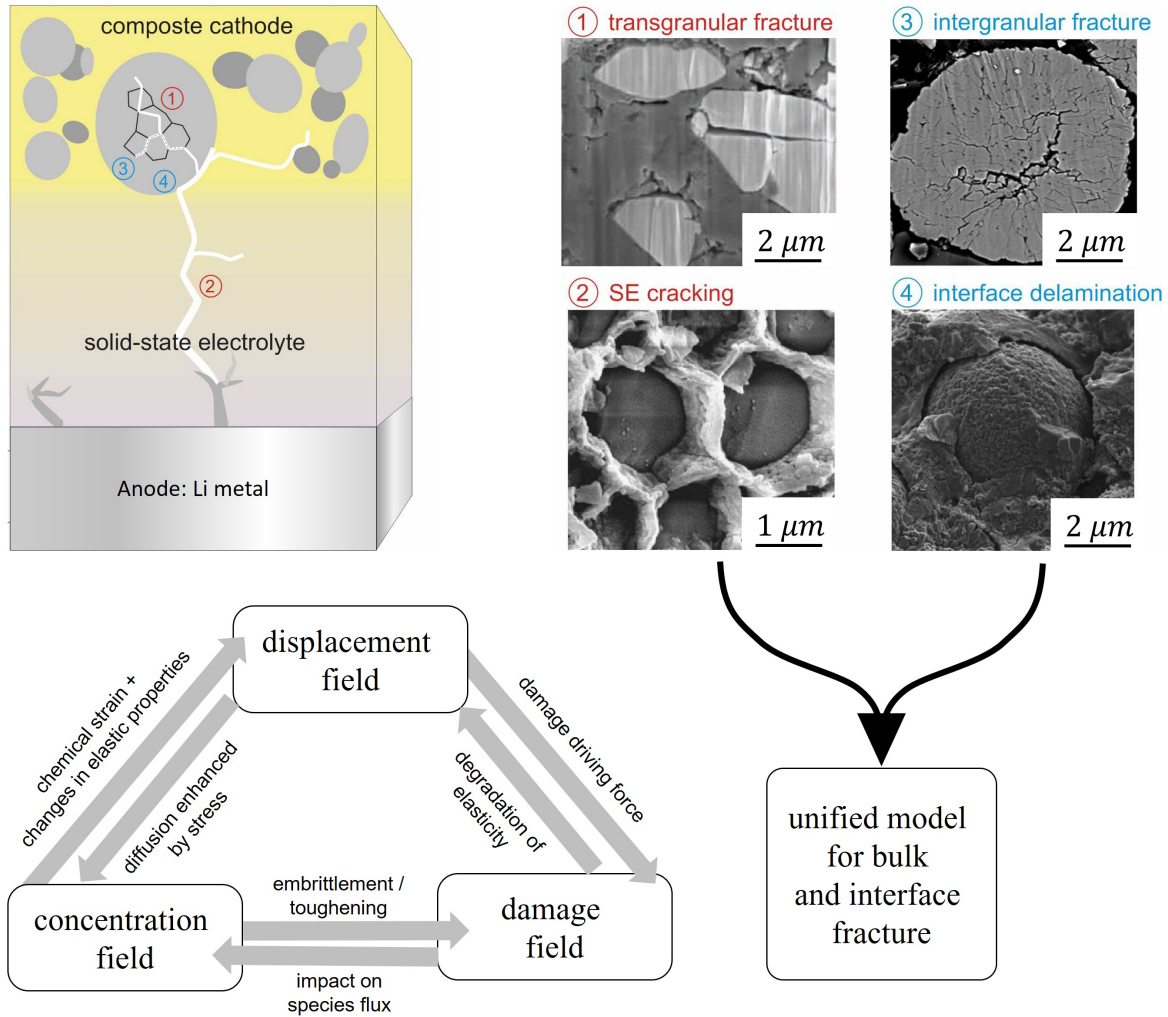 composite cathode
①
③
④
②
solid-state electrolyte
Anode: Li metal
① transgranular fracture
2 μm
③ intergranular fracture
2 μm
② SE cracking
1 μm
④ interface delamination
2 μm
displacement
field
chemical strain +
changes in elastic properties
diffusion enhanced
by stress
damage driving force
degradation of
elasticity
concentration
field
embrittlement /
toughening
impact on
species flux
damage
field
unified model
for bulk
and interface
fracture